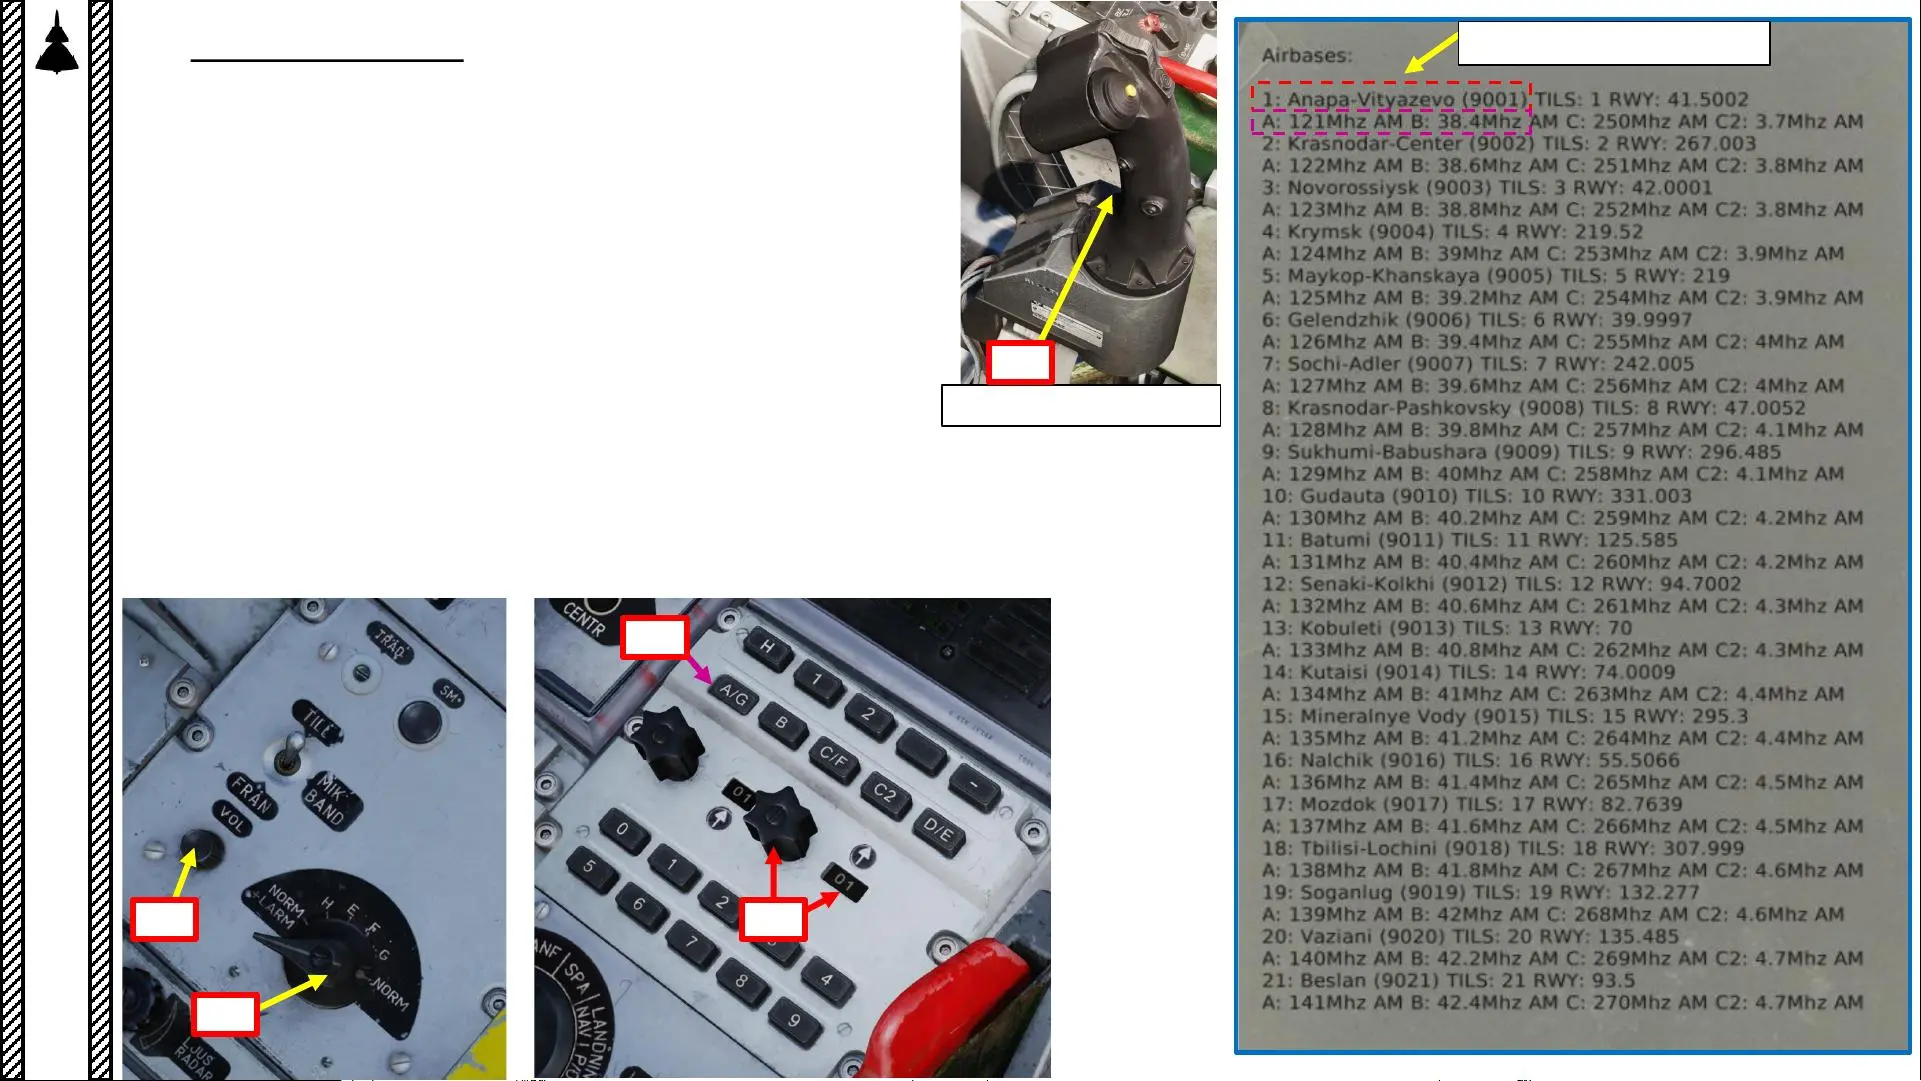 Airbases:
1: Anapa-Vityazevo (9001) TILS: 1 RWY: 41.5002
A: 121Mhz AM B: 38.4Mhz AM C: 250Mhz AM C2: 3.7Mhz AM
2: Krasnodar-Center (9002) TILS: 2 RWY: 267.003
A: 122Mhz AM B: 38.6Mhz AM C: 251Mhz AM C2: 3.8Mhz AM
3: Novorossiysk (9003) TILS: 3 RWY: 42.0001
A: 123Mhz AM B: 38.8Mhz AM C: 252Mhz AM C2: 3.8Mhz AM
4: Krymsk (9004) TILS: 4 RWY: 219.52
A: 124Mhz AM B: 39Mhz AM C: 253Mhz AM C2: 3.9Mhz AM
5: Maykop-Khanskaya (9005) TILS: 5 RWY: 219
A: 125Mhz AM B: 39.2Mhz AM C: 254Mhz AM C2: 3.9Mhz AM
6: Gelendzhik (9006) TILS: 6 RWY: 39.9997
A: 126Mhz AM B: 39.4Mhz AM C: 255Mhz AM C2: 4Mhz AM
7: Sochi-Adler (9007) TILS: 7 RWY: 242.005
A: 127Mhz AM B: 39.6Mhz AM C: 256Mhz AM C2: 4Mhz AM
8: Krasnodar-Pashkovsky (9008) TILS: 8 RWY: 47.0052
A: 128Mhz AM B: 39.8Mhz AM C: 257Mhz AM C2: 4.1Mhz AM
9: Sukhumi-Babushara (9009) TILS: 9 RWY: 296.485
A: 129Mhz AM B: 40Mhz AM C: 258Mhz AM C2: 4.1Mhz AM
10: Gudauta (9010) TILS: 10 RWY: 331.003
A: 130Mhz AM B: 40.2Mhz AM C: 259Mhz AM C2: 4.2Mhz AM
11: Batumi (9011) TILS: 11 RWY: 125.585
A: 131Mhz AM B: 40.4Mhz AM C: 260Mhz AM C2: 4.2Mhz AM
12: Senaki-Kolkhi (9012) TILS: 12 RWY: 94.7002
A: 132Mhz AM B: 40.6Mhz AM C: 261Mhz AM C2: 4.3Mhz AM
13: Kobuleti (9013) TILS: 13 RWY: 70
A: 133Mhz AM B: 40.8Mhz AM C: 262Mhz AM C2: 4.3Mhz AM
14: Kutaisi (9014) TILS: 14 RWY: 74.0009
A: 134Mhz AM B: 41Mhz AM C: 263Mhz AM C2: 4.4Mhz AM
15: Mineralnye Vody (9015) TILS: 15 RWY: 295.3
A: 135Mhz AM B: 41.2Mhz AM C: 264Mhz AM C2: 4.4Mhz AM
16: Nalchik (9016) TILS: 16 RWY: 55.5066
A: 136Mhz AM B: 41.4Mhz AM C: 265Mhz AM C2: 4.5Mhz AM
17: Mozdok (9017) TILS: 17 RWY: 82.7639
A: 137Mhz AM B: 41.6Mhz AM C: 266Mhz AM C2: 4.5Mhz AM
18: Tbilisi-Lochini (9018) TILS: 18 RWY: 307.999
A: 138Mhz AM B: 41.8Mhz AM C: 267Mhz AM C2: 4.6Mhz AM
19: Soganlug (9019) TILS: 19 RWY: 132.277
A: 139Mhz AM B: 42Mhz AM C: 268Mhz AM C2: 4.6Mhz AM
20: Vaziani (9020) TILS: 20 RWY: 135.485
A: 140Mhz AM B: 42.2Mhz AM C: 269Mhz AM C2: 4.7Mhz AM
21: Beslan (9021) TILS: 21 RWY: 93.5
A: 141Mhz AM B: 42.4Mhz AM C: 270Mhz AM C2: 4.7Mhz AM
TRÅD
SM
TILL
FRÅN
MIK-
BAND
VOL
NORM
+LARM
H
E
F
G
NORM
LJUS
RADAR
CENTR
H 1 2 -
A/G B C/F C2 D/E
01
01
0 1 2 4
5 6 7 8 9
ANF
SPA
LANDNIN
NAV